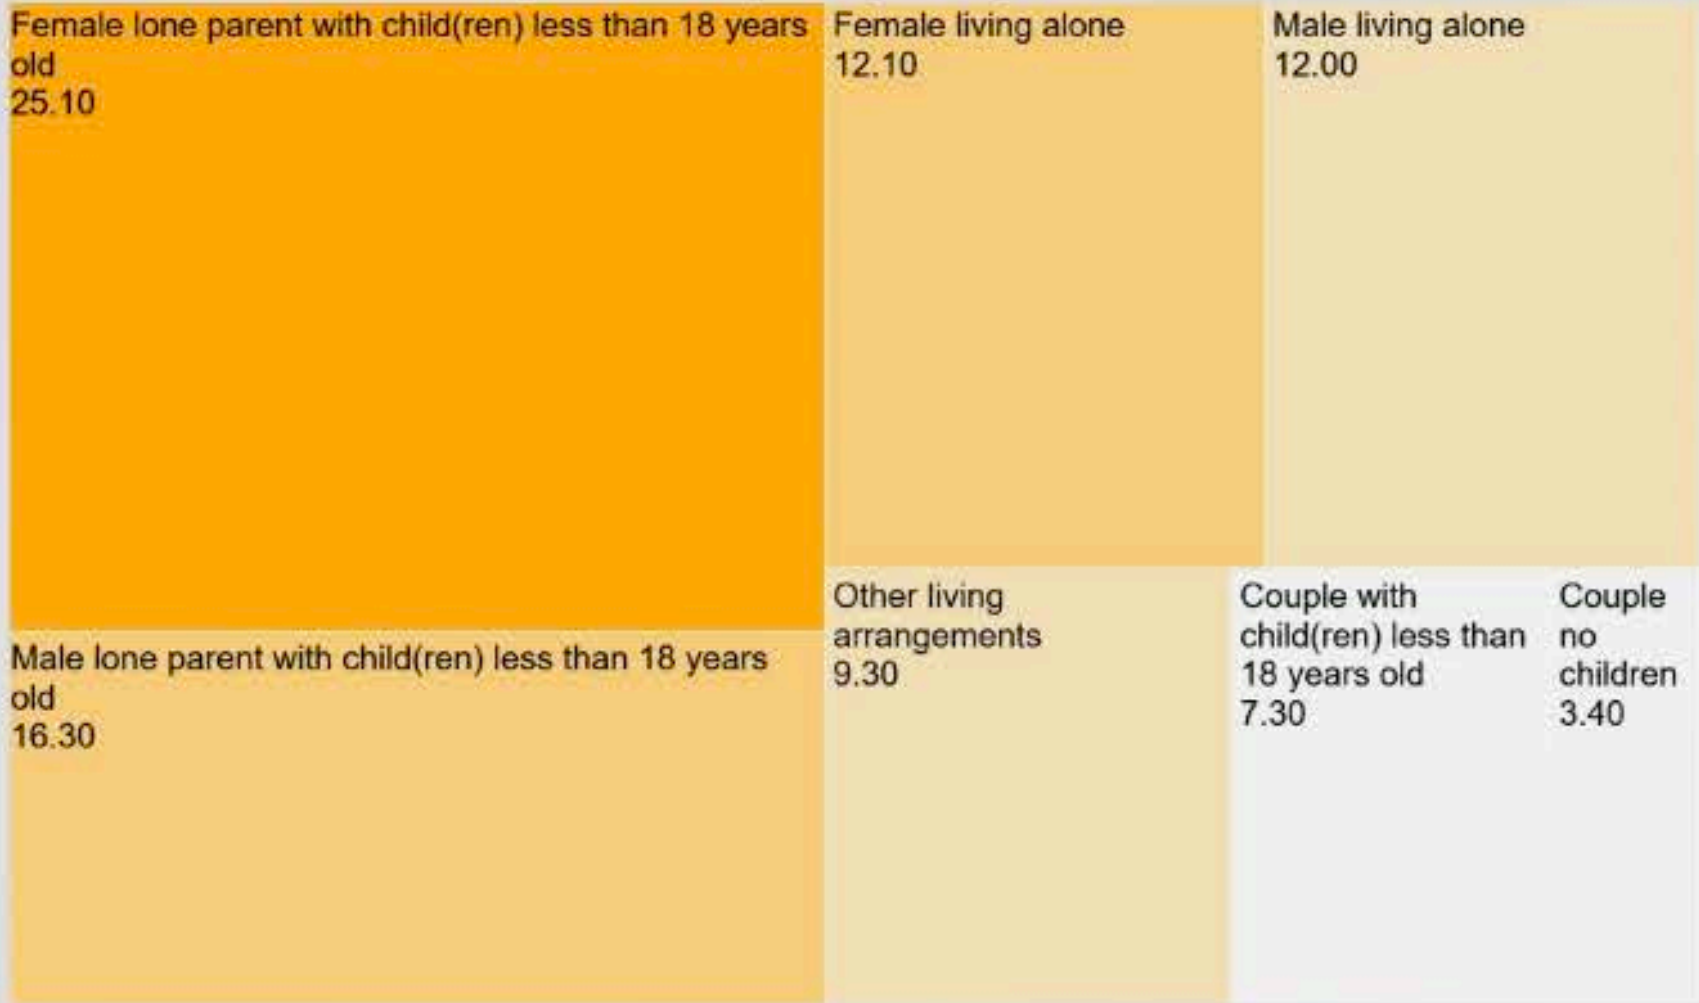 Female lone parent with child(ren) less than 18 years
old
25.10
Female living alone
12.10
Male living alone
12.00
Male lone parent with child(ren) less than 18 years
old
16.30
Other living
arrangements
9.30
Couple with
child(ren) less than
18 years old
7.30
Couple
no
children
3.40